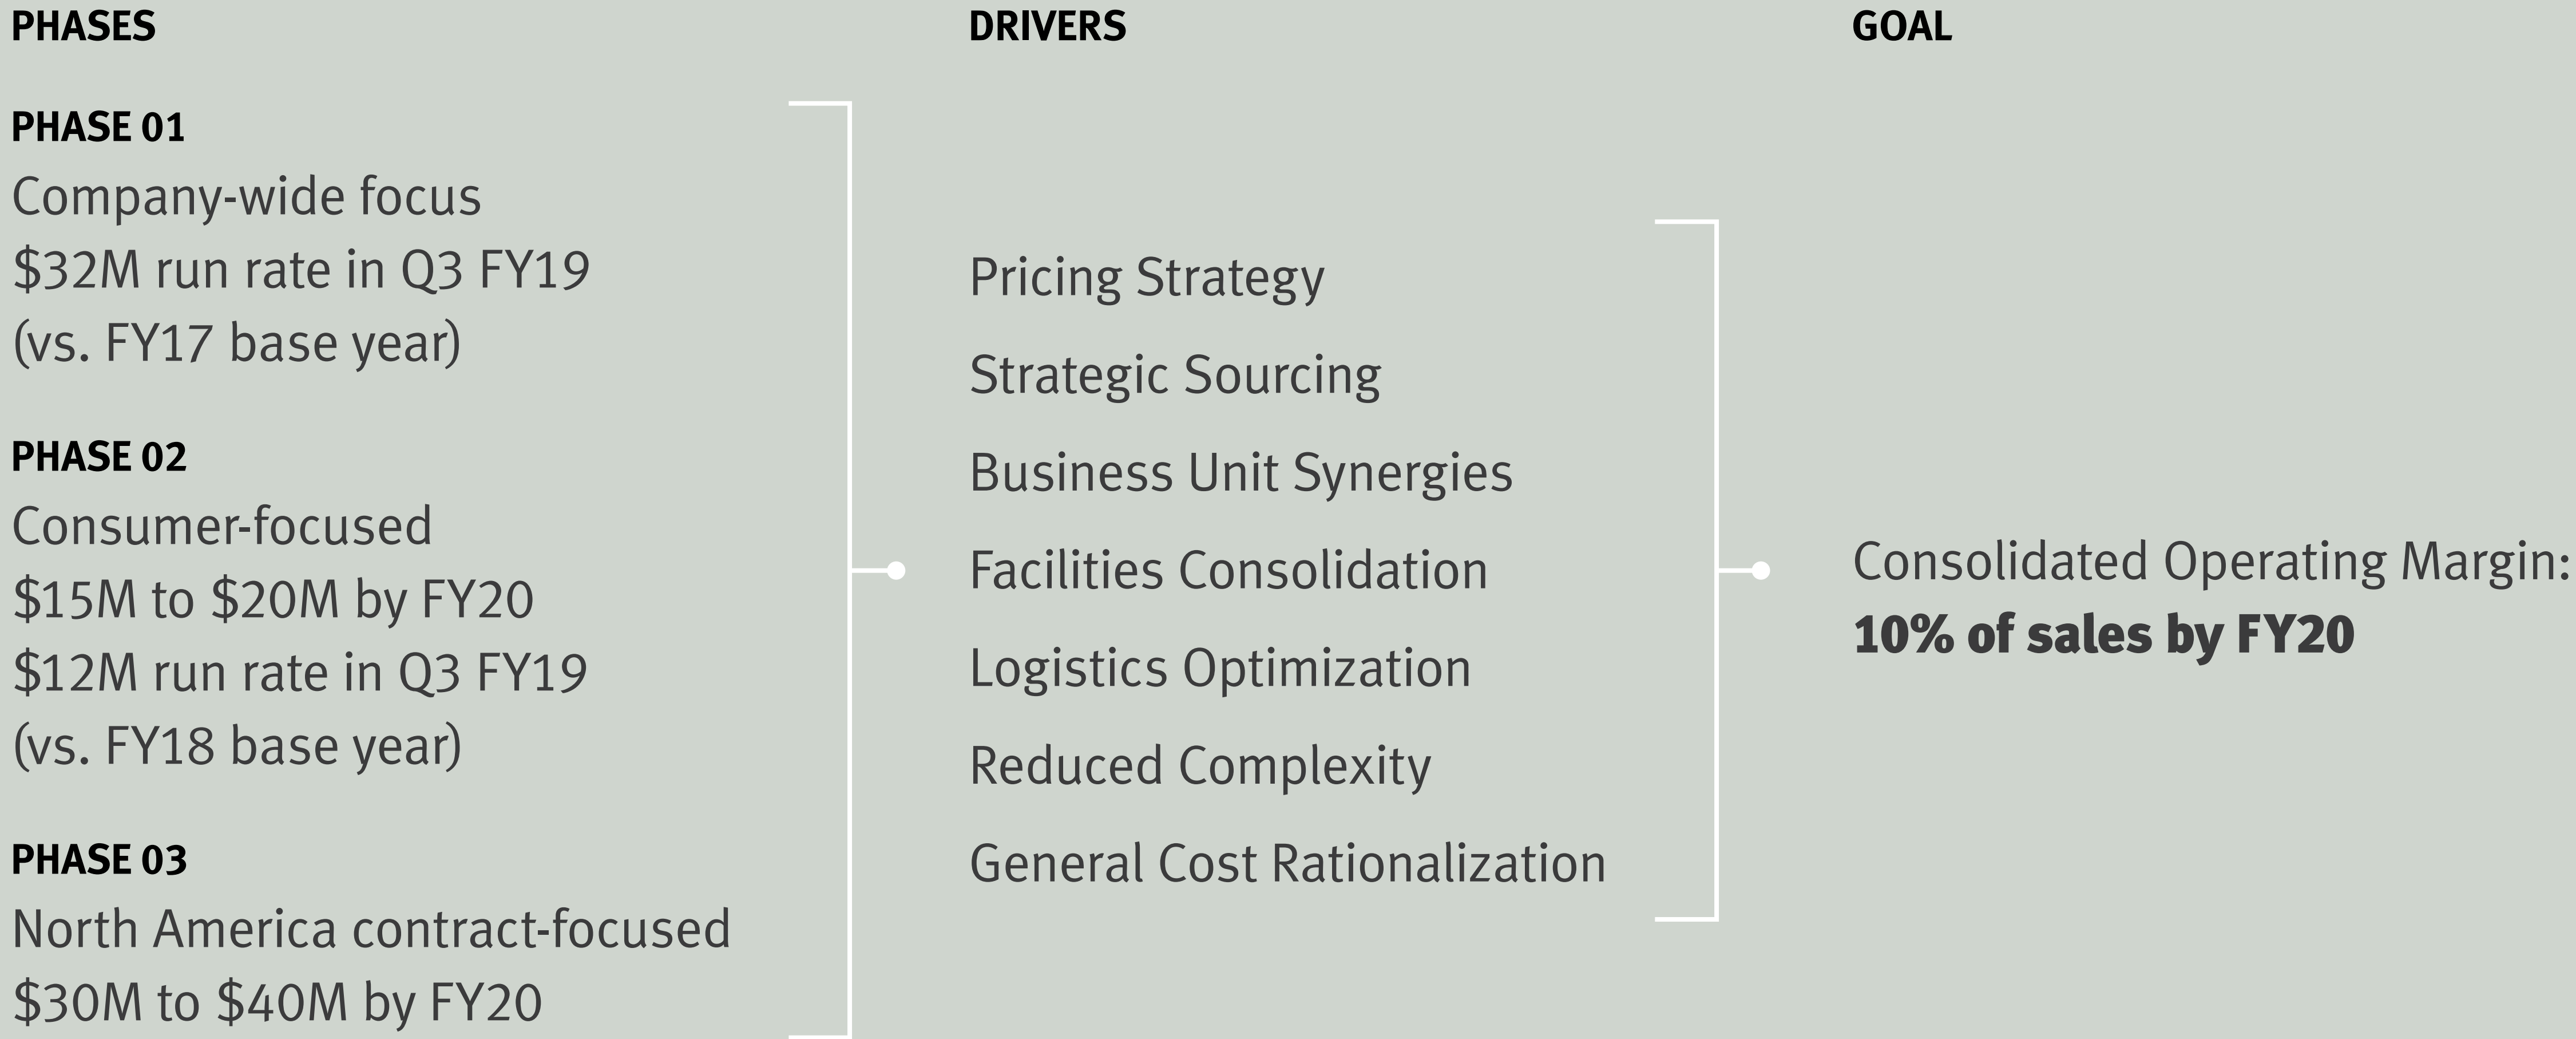 PHASES
PHASE 01
Company-wide focus
$32M run rate in Q3 FY19
(vs. FY17 base year)
PHASE 02
Consumer-focused
$15M to $20M by FY20
$12M run rate in Q3 FY19
(vs. FY18 base year)
PHASE 03
North America contract-focused
$30M to $40M by FY20
DRIVERS
Pricing Strategy
Strategic Sourcing
Business Unit Synergies
Facilities Consolidation
Logistics Optimization
Reduced Complexity
General Cost Rationalization
GOAL
Consolidated Operating Margin:
10% of sales by FY20